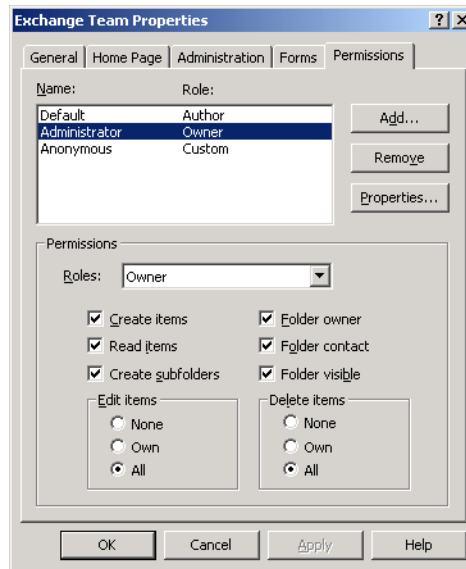 Exchange Team Properties
General Home Page Administration Forms Permissions
Name: Role:
Default Author
Administrator Owner
Anonymous Custom
Add...
Remove
Properties...
Permissions
Roles: Owner
Create items Folder owner
Read items Folder contact
Create subfolders Folder visible
Edit items Delete items
None None
Own Own
All All
OK Cancel Apply Help